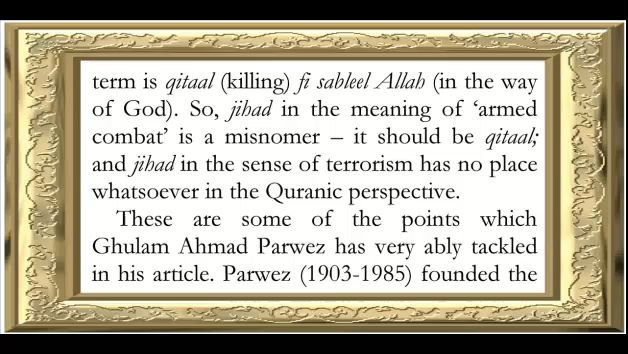 term is qitaal (killing) fi sableel Allah (in the way
of God). So, jihad in the meaning of ‘armed
combat’ is a misnomer – it should be qitaal;
and jihad in the sense of terrorism has no place
whatsoever in the Quranic perspective.
These are some of the points which
Ghulam Ahmad Parwez has very ably tackled
in his article. Parwez (1903-1985) founded the